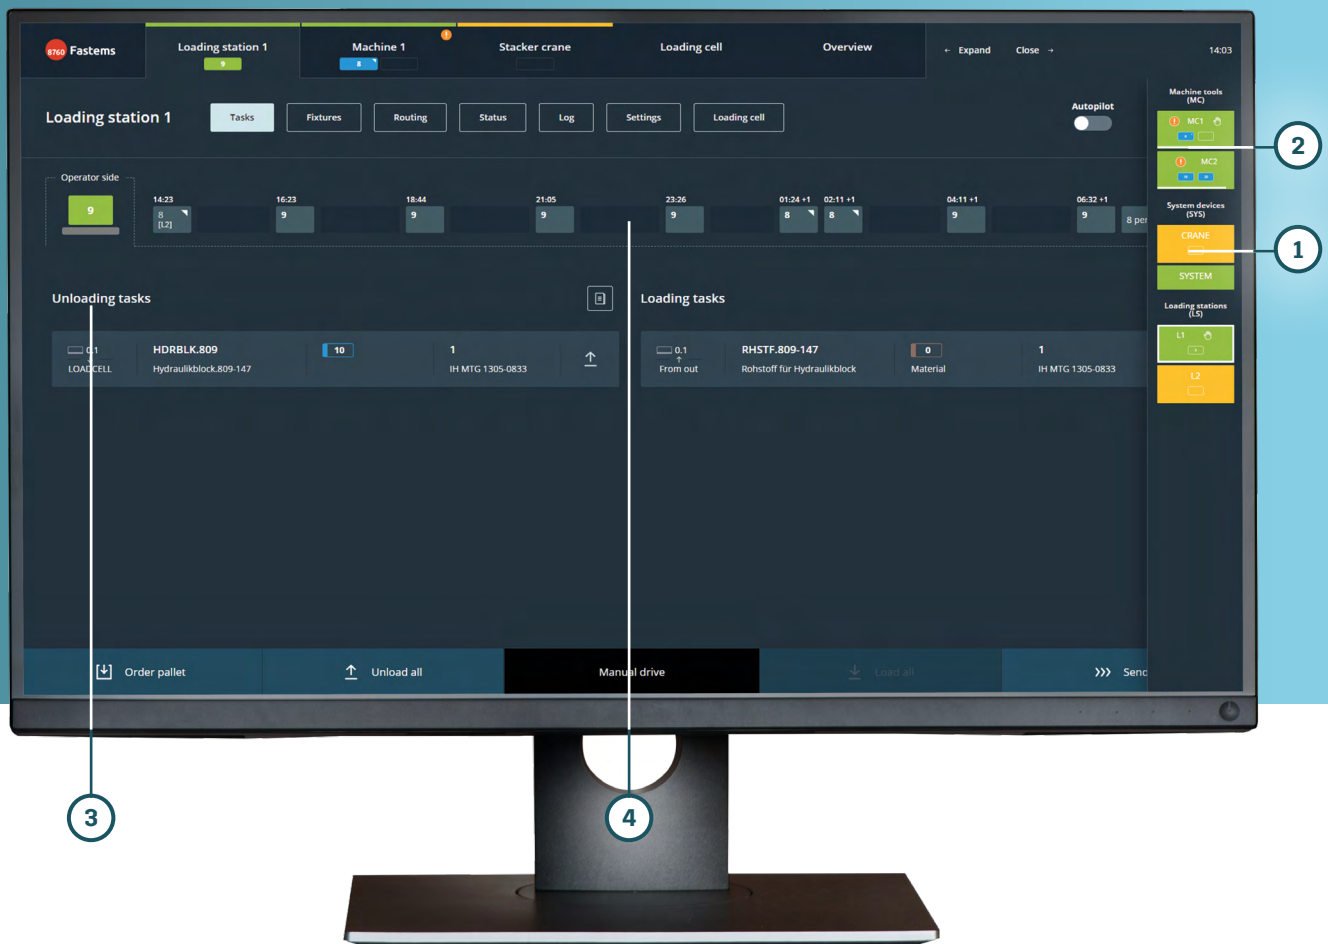 8760 Fastems
Loading station 1
9
Machine 1
8
Stacker crane
Loading cell
Overview
← Expand
Close →
14:03
Loading station 1
Tasks
Fixtures
Routing
Status
Log
Settings
Loading cell
Autopilot
Machine tools
(MC)
MC1
MC2
System devices
(SYS)
CRANE
SYSTEM
Loading stations
(LS)
L1
L2
2
1
Operator side
9
14:23
8
[L2]
16:23
9
18:44
9
21:05
9
23:26
9
01:24 +1
8
02:11 +1
8
04:11 +1
9
06:32 +1
9
8 per
Unloading tasks
0.1
LOADCELL
HDRBLK.809
Hydraulikblock.809-147
10
1
IH MTG 1305-0833
Loading tasks
0.1
From out
RHSTF.809-147
Rohstoff für Hydraulikblock
0
Material
1
IH MTG 1305-0833
Order pallet
Unload all
Manual drive
Load all
Send
3
4